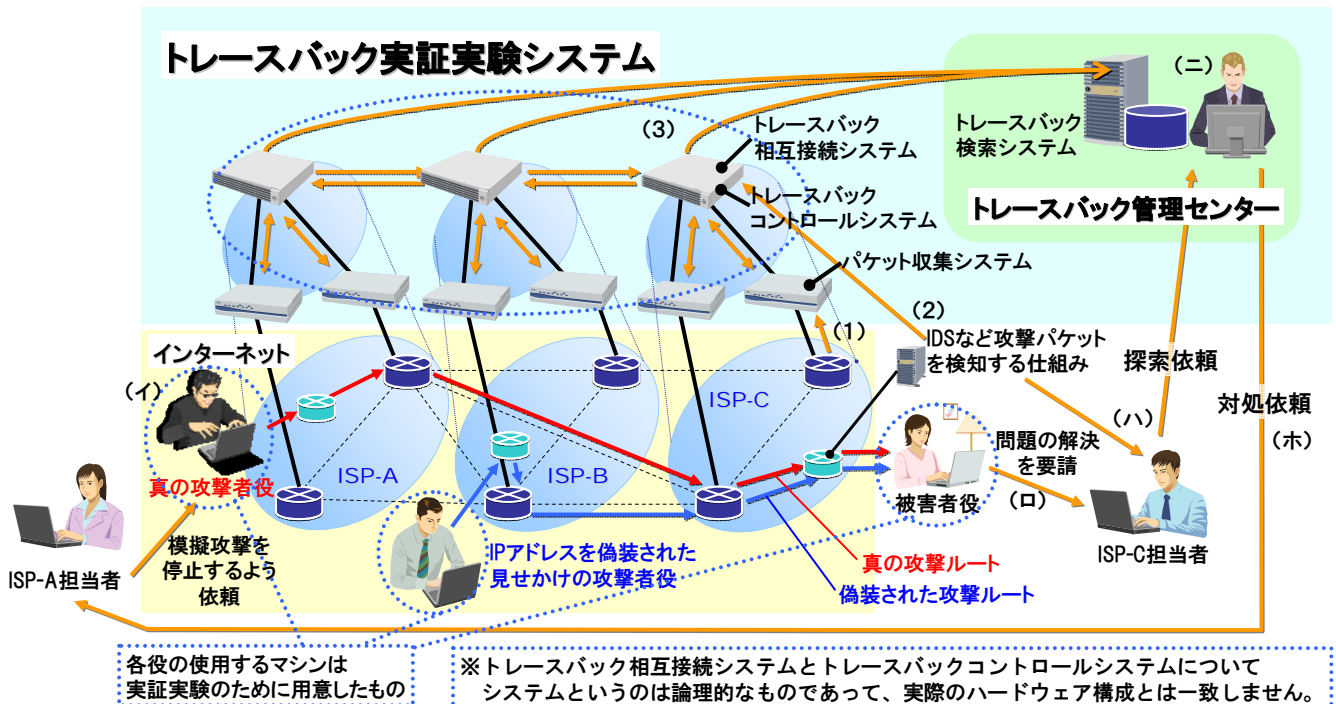 トレースバック実証実験システム
(ニ)
(3)
トレースバック
相互接続システム
トレースバック
検索システム
トレースバック
コントロールシステム
トレースバック管理センター
パケット収集システム
(1)
(2)
IDSなど攻撃パケット
を検知する仕組み
インターネット
(イ)
探索依頼
対処依頼
(ハ)
(ホ)
ISP-C
ISP-A
ISP-B
真の攻撃者役
問題の解決
を要請
(ロ)
被害者役
模擬攻撃を
停止するよう
依頼
ISP-A担当者
IPアドレスを偽装された
見せかけの攻撃者役
ISP-C担当者
真の攻撃ルート
偽装された攻撃ルート
各役の使用するマシンは
実証実験のために用意したもの
※トレースバック相互接続システムとトレースバックコントロールシステムについて
システムというのは論理的なものであって、実際のハードウェア構成とは一致しません。